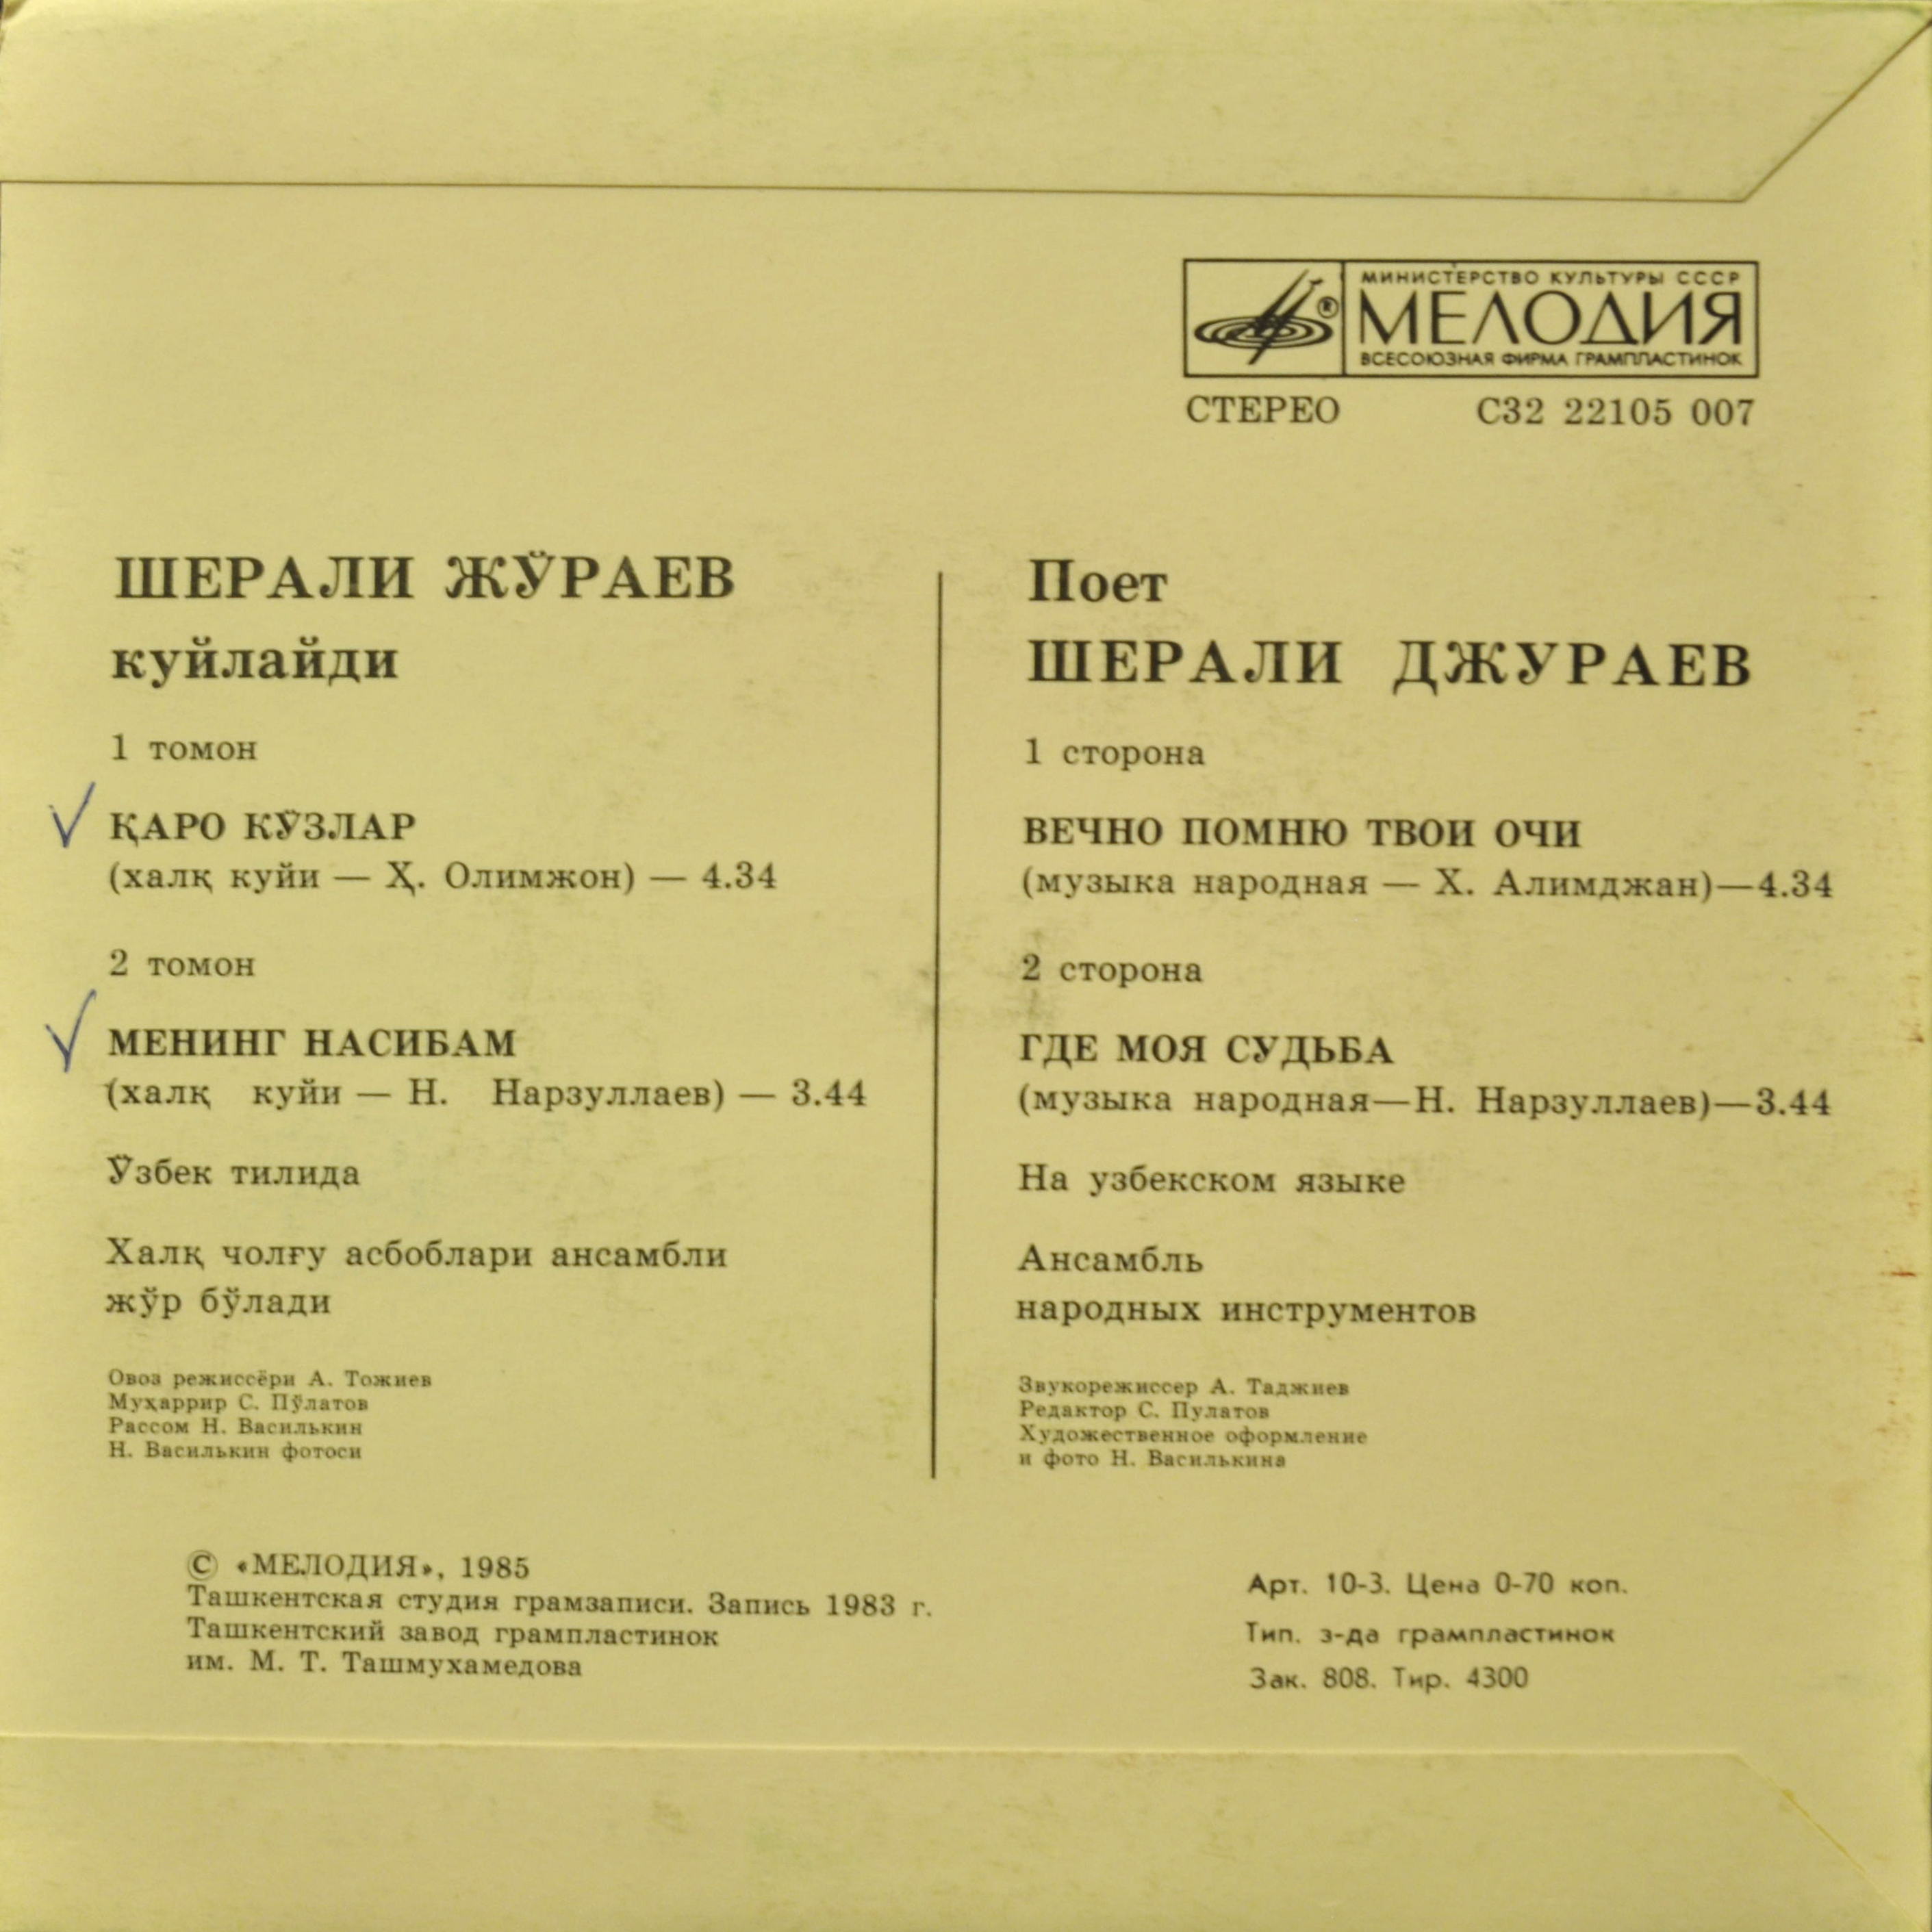 МИНИСТЕРСТВО КУЛЬТУРЫ СССР
МЕЛОДИЯ
ВСЕСОЮЗНАЯ ФИРМА ГРАМПЛАСТИНОК
®
СТЕРЕО С32 22105 007
ШЕРАЛИ ЖЎРАЕВ
куйлайди
1 томон
ҚАРО КЎЗЛАР
(халқ куйи — Ҳ. Олимжон) — 4.34
2 томон
МЕНИНГ НАСИБАМ
(халқ куйи — Н. Нарзуллаев) — 3.44
Ўзбек тилида
Халқ чолғу асбоблари ансамбли
жўр бўлади
Овоз режиссёри А. Тожиев
Муҳаррир С. Пўлатов
Рассом Н. Василькин
Н. Василькин фотоси
Поет
ШЕРАЛИ ДЖУРАЕВ
1 сторона
ВЕЧНО ПОМНЮ ТВОИ ОЧИ
(музыка народная — Х. Алимджан)—4.34
2 сторона
ГДЕ МОЯ СУДЬБА
(музыка народная—Н. Нарзуллаев)—3.44
На узбекском языке
Ансамбль
народных инструментов
Звукорежиссер А. Таджиев
Редактор С. Пулатов
Художественное оформление
и фото Н. Василькина
© «МЕЛОДИЯ», 1985
Ташкентская студия грамзаписи. Запись 1983 г.
Ташкентский завод грампластинок
им. М. Т. Ташмухамедова
Арт. 10-3. Цена 0-70 коп.
Тип. з-да грампластинок
Зак. 808. Тир. 4300